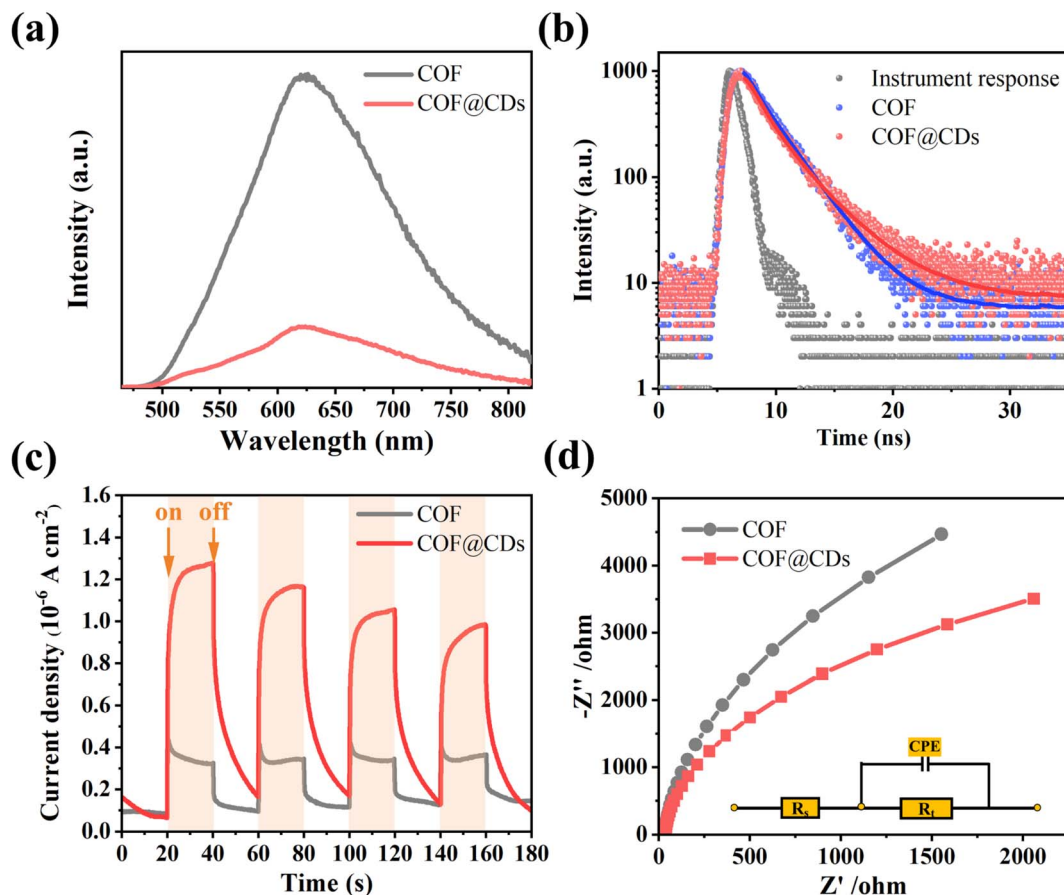 (a)
COF
COF@CDs
Intensity (a.u.)
500 550 600 650 700 750 800
Wavelength (nm)
(b)
Instrument response
COF
COF@CDs
Intensity (a.u.)
1000
100
10
1
0 10 20 30
Time (ns)
(c)
on off
COF
COF@CDs
Current density (10⁻⁶ A cm⁻²)
1.6
1.4
1.2
1.0
0.8
0.6
0.4
0.2
0.0
0 20 40 60 80 100 120 140 160 180
Time (s)
(d)
COF
COF@CDs
-Z'' /ohm
5000
4000
3000
2000
1000
0
CPE
Rₛ
Rₜ
500 1000 1500 2000
Z' /ohm